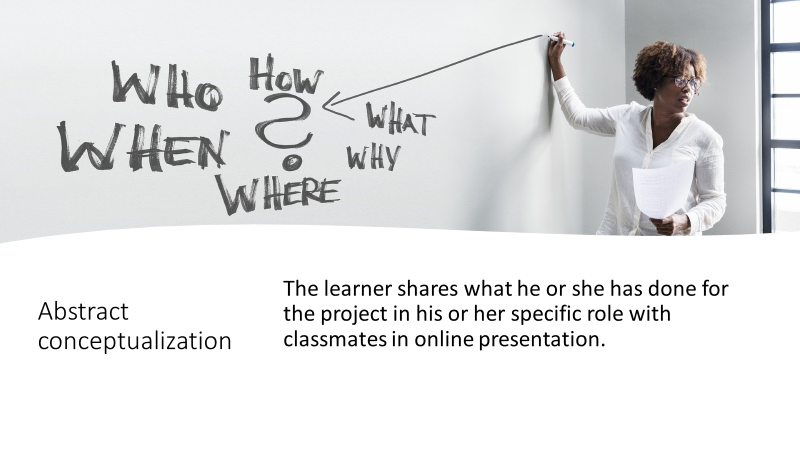 WHO
HOW
?
WHAT
WHEN
WHY
WHERE
Abstract
conceptualization
The learner shares what he or she has done for
the project in his or her specific role with
classmates in online presentation.